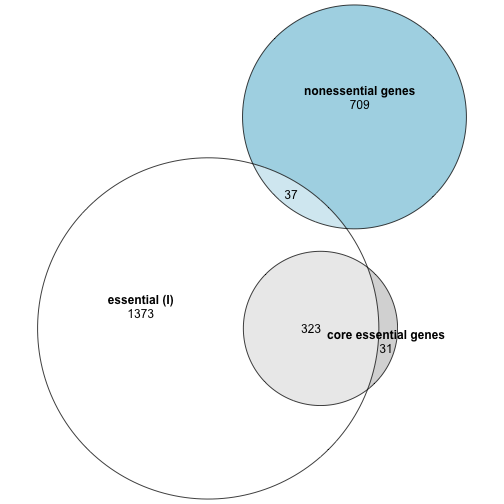 nonessential genes
709
37
essential (I)
1373
323
core essential genes
31